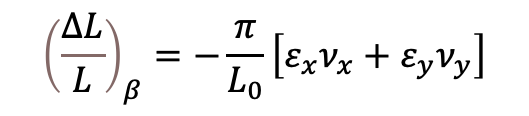 (ΔL/L)_β = −π/L₀ [ε_x ν_x + ε_y ν_y]